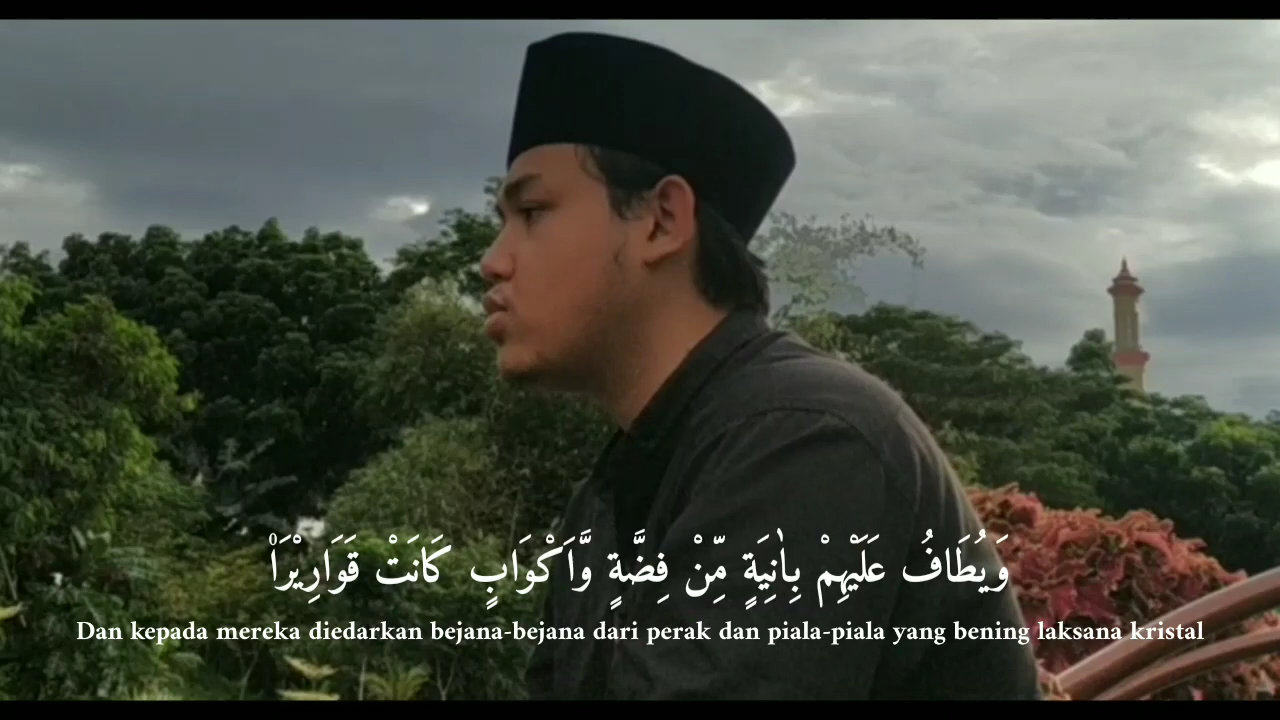 وَيُطَافُ عَلَيْهِمْ بِاٰنِيَةٍ مِّنْ فِضَّةٍ وَّاَكْوَابٍ كَانَتْ قَوَارِيْرَا۠
Dan kepada mereka diedarkan bejana-bejana dari perak dan piala-piala yang bening laksana kristal